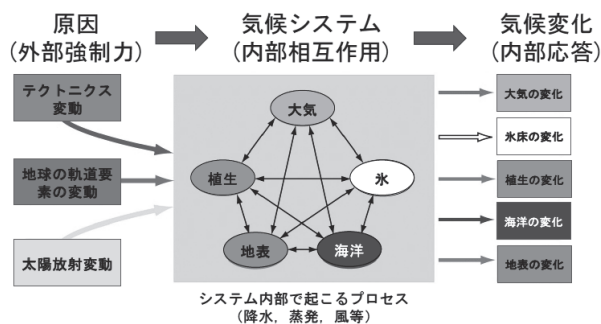 原因
（外部強制力）
気候システム
（内部相互作用）
気候変化
（内部応答）
テクトニクス
変動
地球の軌道要
素の変動
太陽放射変動
大気
植生
氷
地表
海洋
大気の変化
氷床の変化
植生の変化
海洋の変化
地表の変化
システム内部で起こるプロセス
（降水，蒸発，風等）